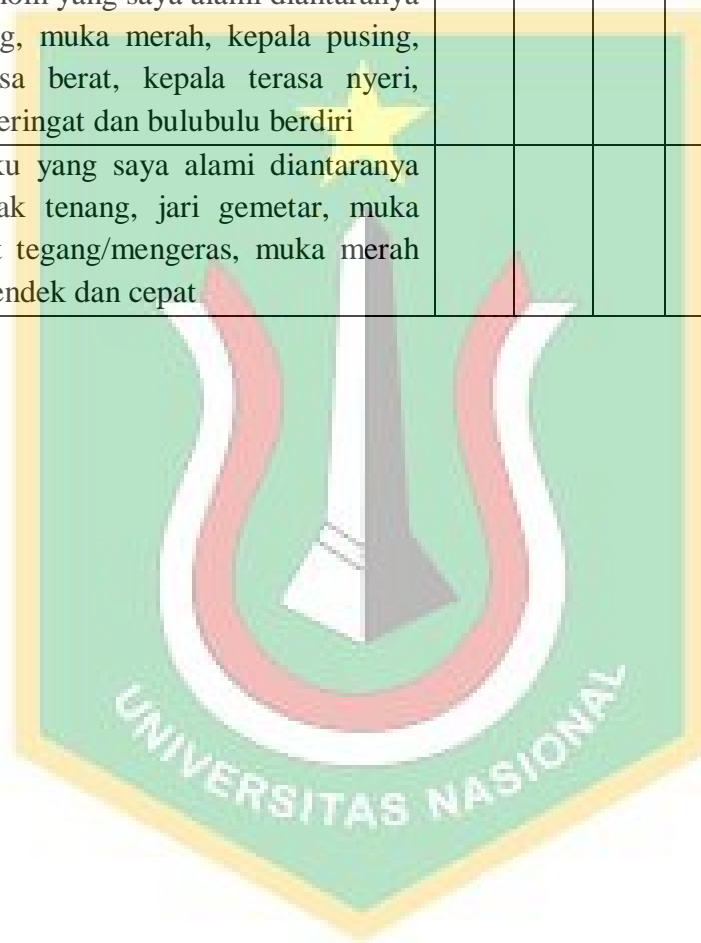 yang saya alami diantaranya
muka merah, kepala pusing,
berat, kepala terasa nyeri,
dan bulubulu berdiri
yang saya alami diantaranya
tenang, jari gemetar, muka
tegang/mengeras, muka merah
dan cepat
UNIVERSITAS NASIONAL